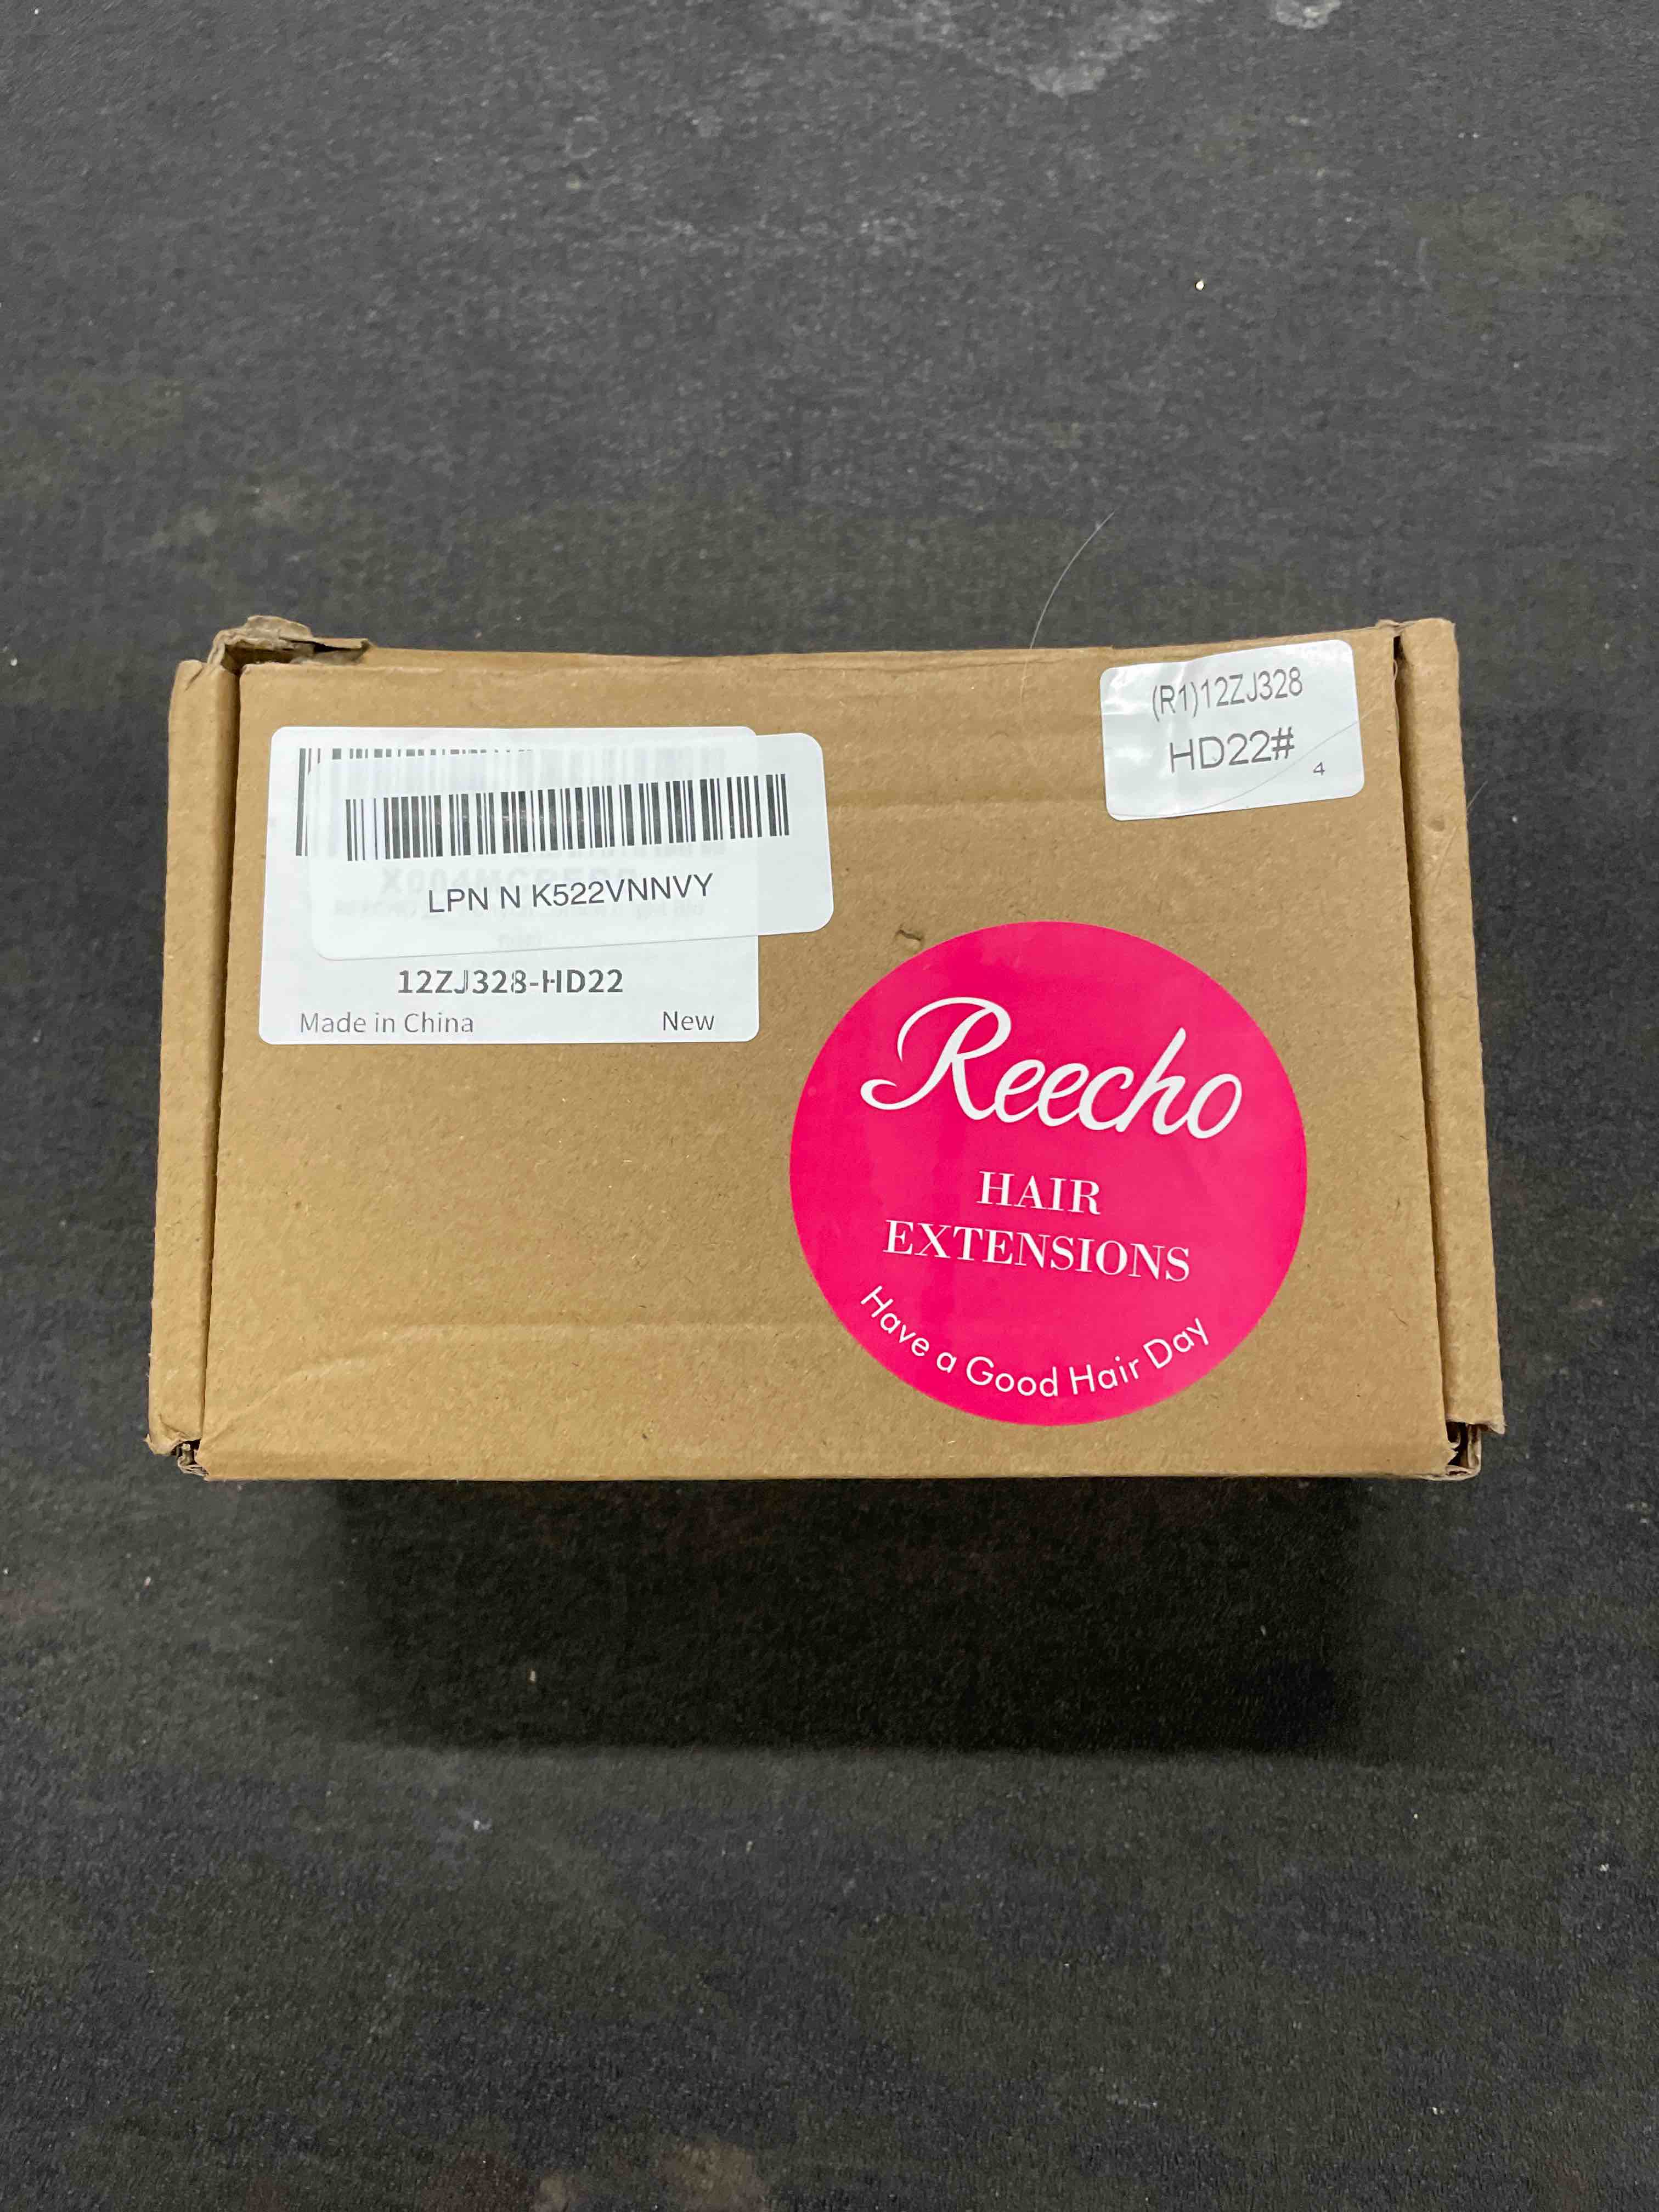 (R1)12ZJ328
HD22#
4
LPN N K522VNNVY
12ZJ328-HD22
Made in China New
Reecho
HAIR
EXTENSIONS
Have a Good Hair Day